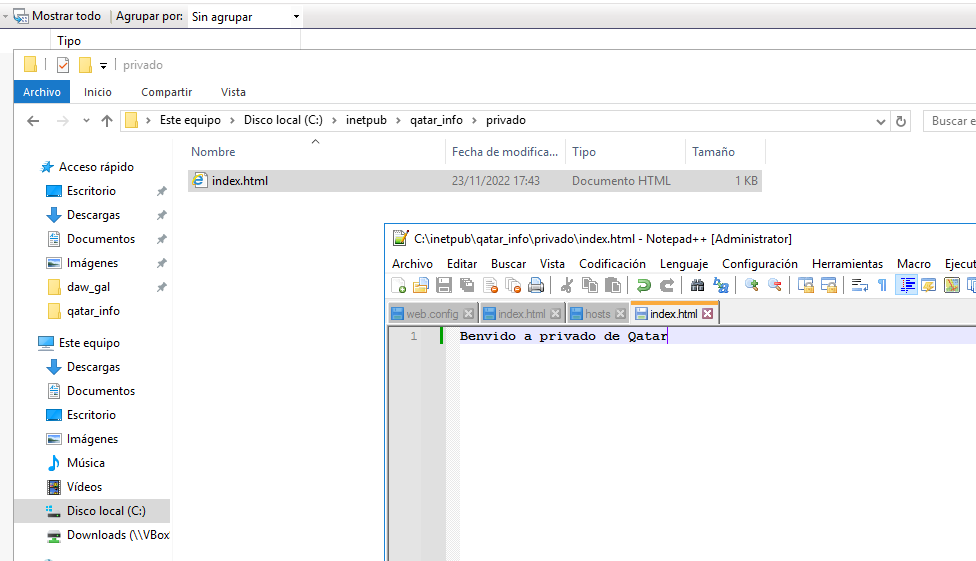 Mostrar todo Agrupar por: Sin agrupar
Tipo
privado
Archivo Inicio Compartir Vista
Este equipo Disco local (C:) inetpub qatar_info privado
Buscar e
Nombre Fecha de modifica... Tipo Tamaño
index.html 23/11/2022 17:43 Documento HTML 1 KB
Acceso rápido
Escritorio
Descargas
Documentos
Imágenes
daw_gal
qatar_info
Este equipo
Descargas
Documentos
Escritorio
Imágenes
Música
Vídeos
Disco local (C:)
Downloads (\\VBox
C:\inetpub\qatar_info\privado\index.html - Notepad++ [Administrator]
Archivo Editar Buscar Vista Codificación Lenguaje Configuración Herramientas Macro Ejecut
web.config index.html hosts index.html
1 Benvido a privado de Qatar